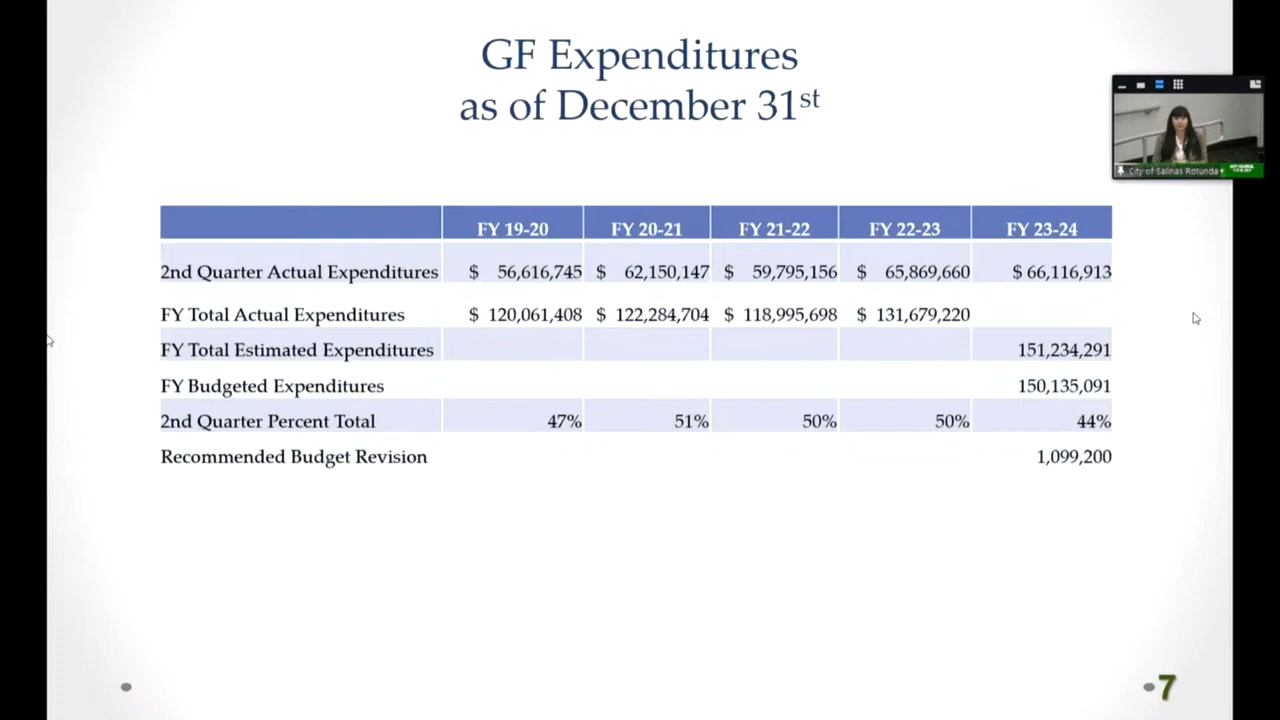 GF Expenditures
as of December 31st
City of Salinas Rotunda
FY 19-20 FY 20-21 FY 21-22 FY 22-23 FY 23-24
2nd Quarter Actual Expenditures $ 56,616,745 $ 62,150,147 $ 59,795,156 $ 65,869,660 $ 66,116,913
FY Total Actual Expenditures $ 120,061,408 $ 122,284,704 $ 118,995,698 $ 131,679,220
FY Total Estimated Expenditures 151,234,291
FY Budgeted Expenditures 150,135,091
2nd Quarter Percent Total 47% 51% 50% 50% 44%
Recommended Budget Revision 1,099,200
7